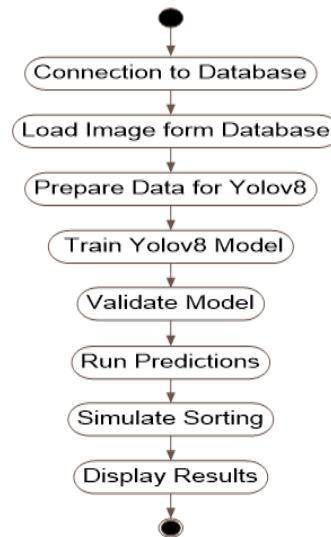 Connection to Database
Load Image form Database
Prepare Data for Yolov8
Train Yolov8 Model
Validate Model
Run Predictions
Simulate Sorting
Display Results